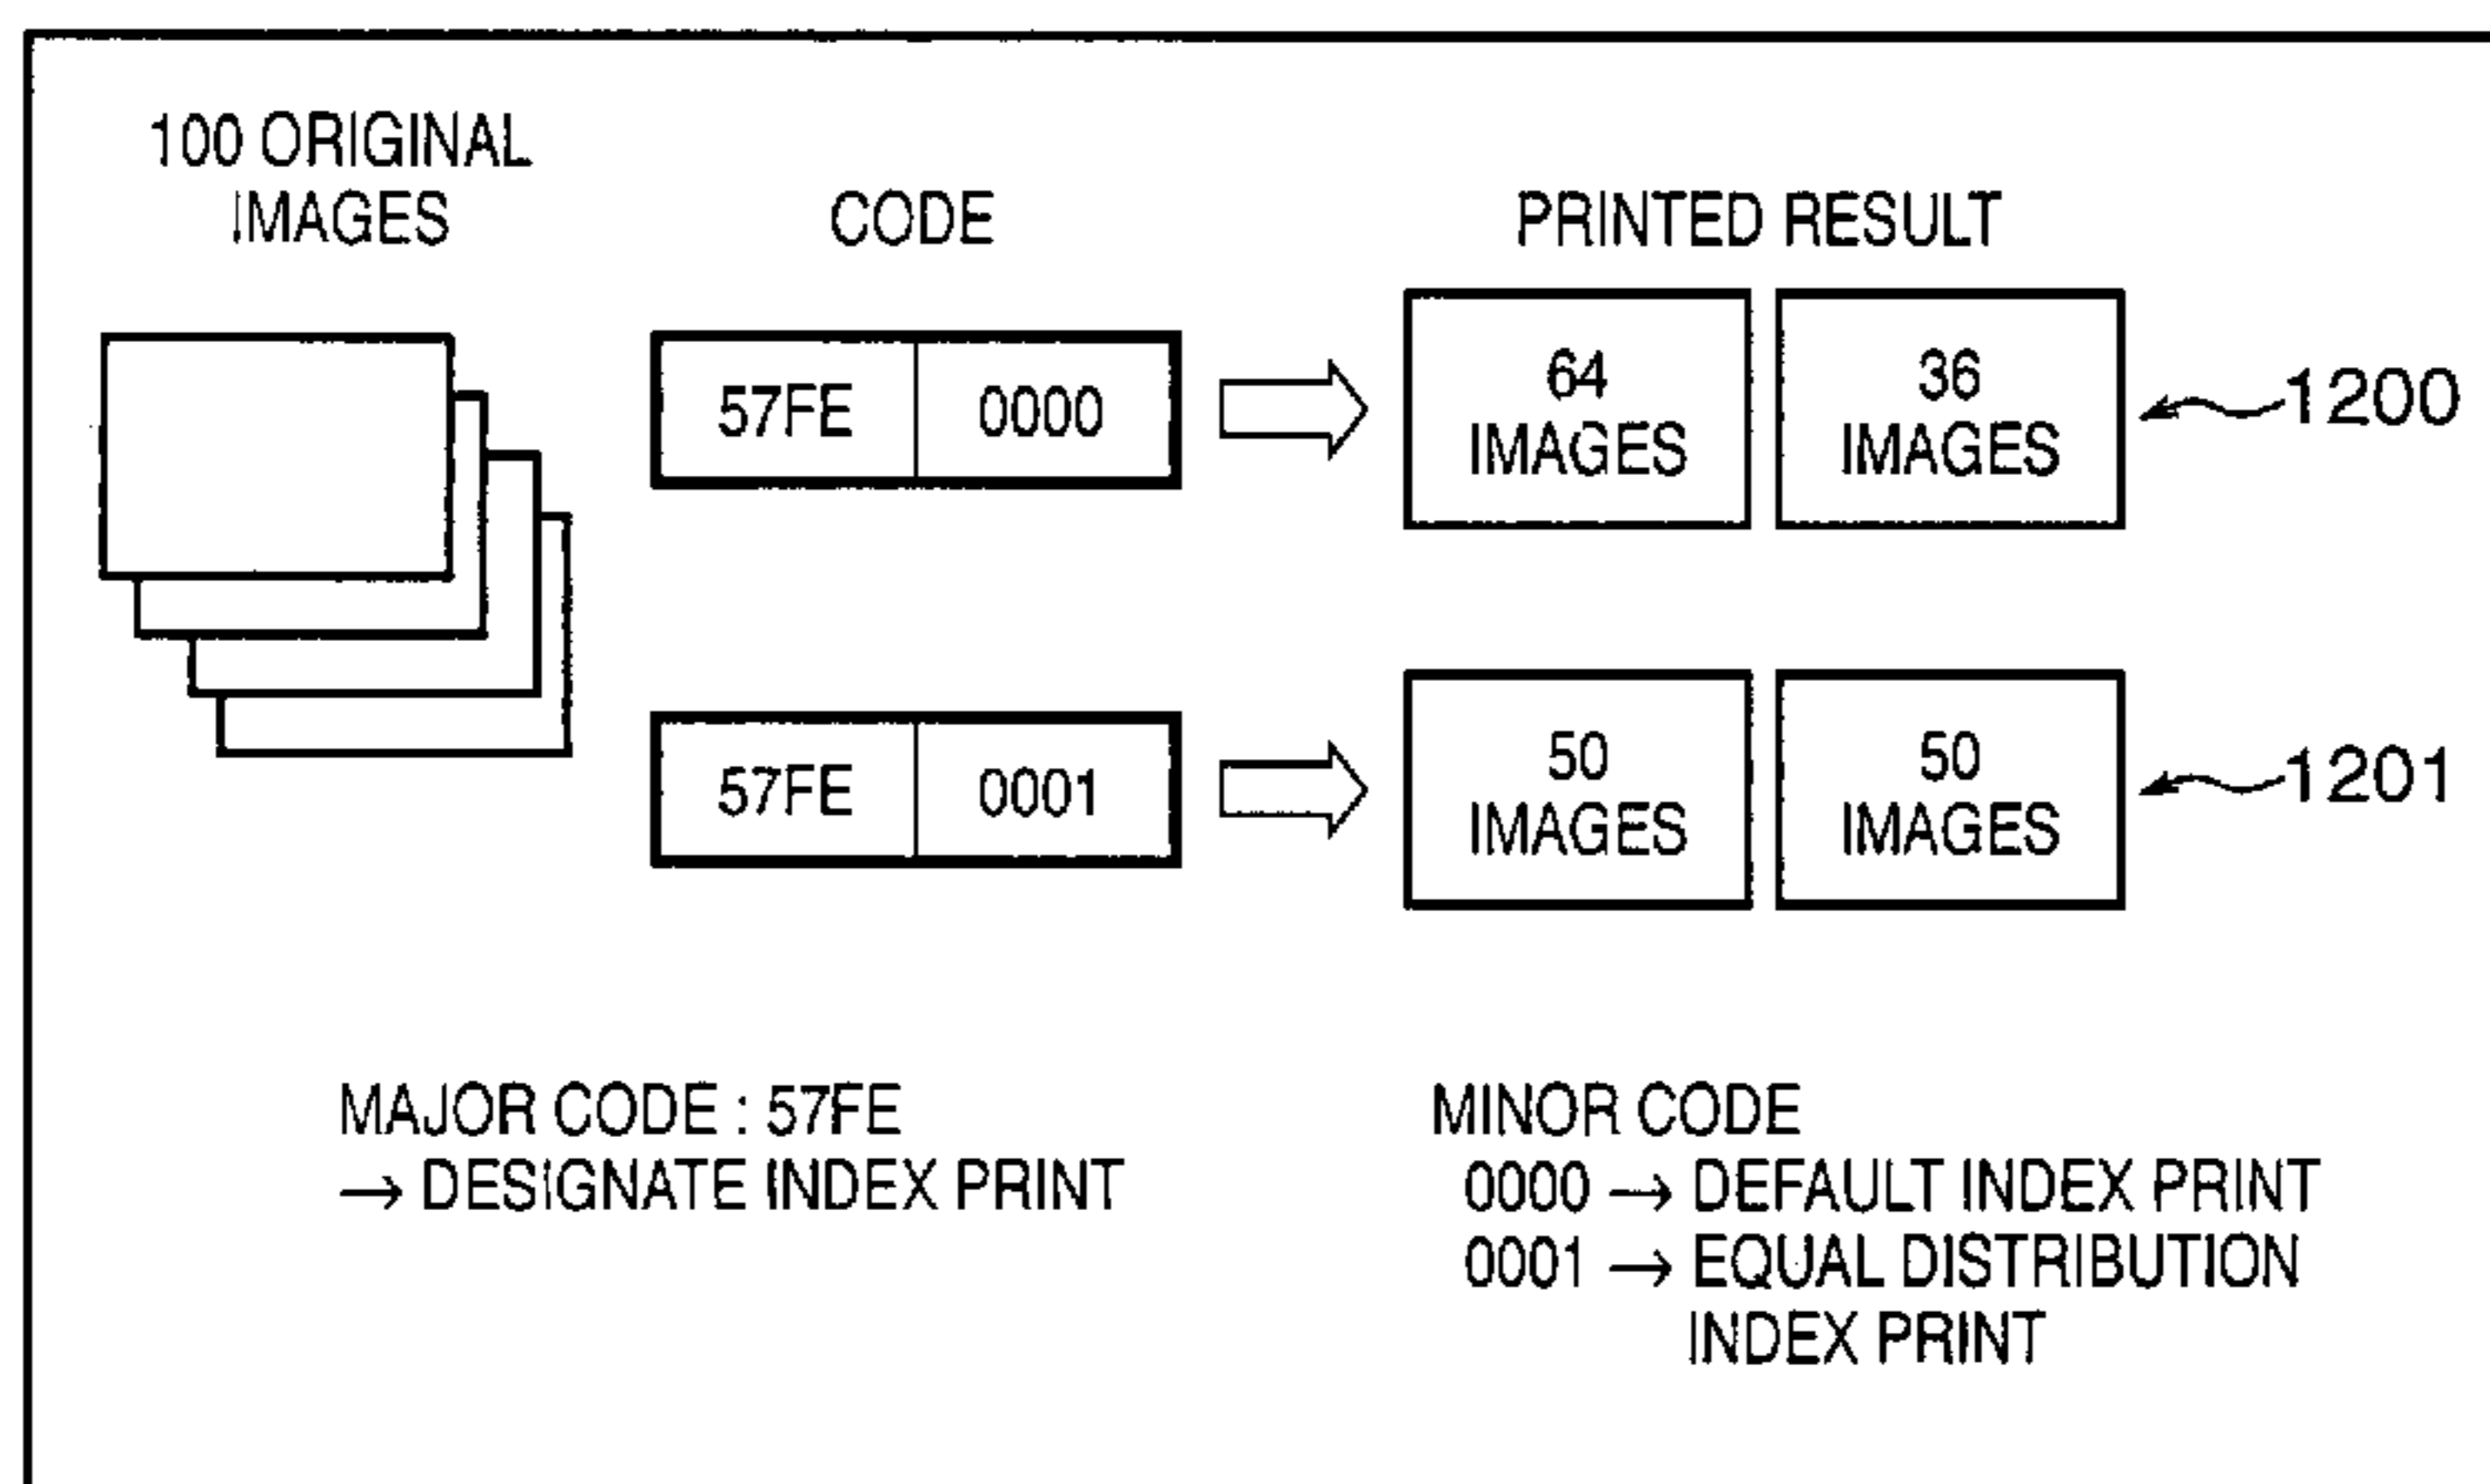 100 ORIGINAL
IMAGES
CODE
PRINTED RESULT
57FE 0000
64
IMAGES
36
IMAGES
1200
57FE 0001
50
IMAGES
50
IMAGES
1201
MAJOR CODE : 57FE
→ DESIGNATE INDEX PRINT
MINOR CODE
0000 → DEFAULT INDEX PRINT
0001 → EQUAL DISTRIBUTION
INDEX PRINT